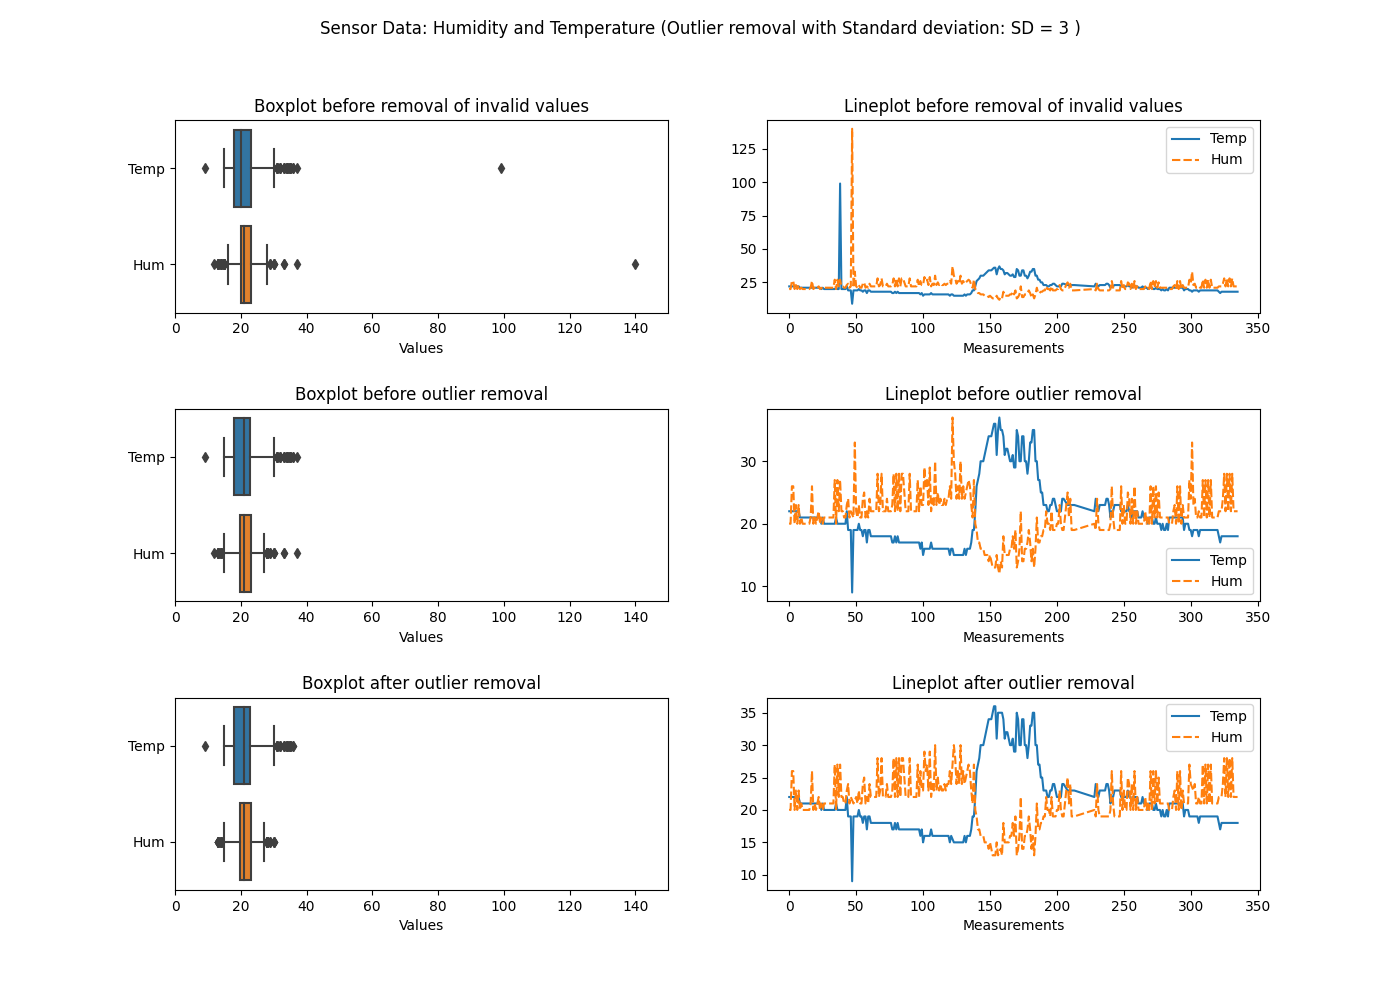 Sensor Data: Humidity and Temperature (Outlier removal with Standard deviation: SD = 3 )
Boxplot before removal of invalid values
Temp
Hum
0 20 40 60 80 100 120 140
Values
Lineplot before removal of invalid values
125
100
75
50
25
Temp
Hum
0 50 100 150 200 250 300 350
Measurements
Boxplot before outlier removal
Temp
Hum
0 20 40 60 80 100 120 140
Values
Lineplot before outlier removal
30
20
10
Temp
Hum
0 50 100 150 200 250 300 350
Measurements
Boxplot after outlier removal
Temp
Hum
0 20 40 60 80 100 120 140
Values
Lineplot after outlier removal
35
30
25
20
15
10
Temp
Hum
0 50 100 150 200 250 300 350
Measurements